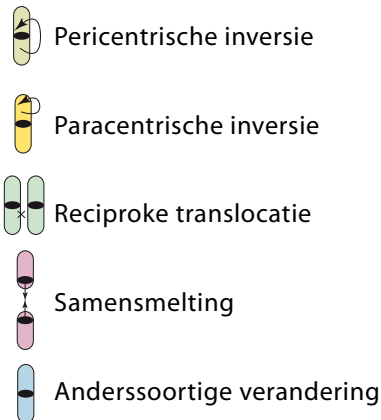 Pericentrische inversie
Paracentrische inversie
Reciproke translocatie
Samensmelting
Anderssoortige verandering